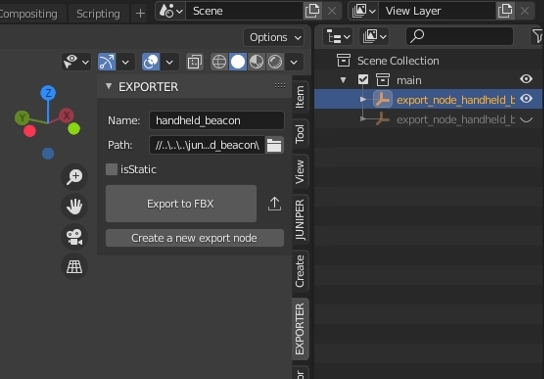 Compositing
Scripting
+
Scene
View Layer
Options
Z
Y
X
EXPORTER
Name:
handheld_beacon
Path:
//..\..\..\jun...d_beacon\
isStatic
Export to FBX
Create a new export node
Item
Tool
View
JUNIPER
Create
EXPORTER
Scene Collection
main
export_node_handheld_b
export_node_handheld_b